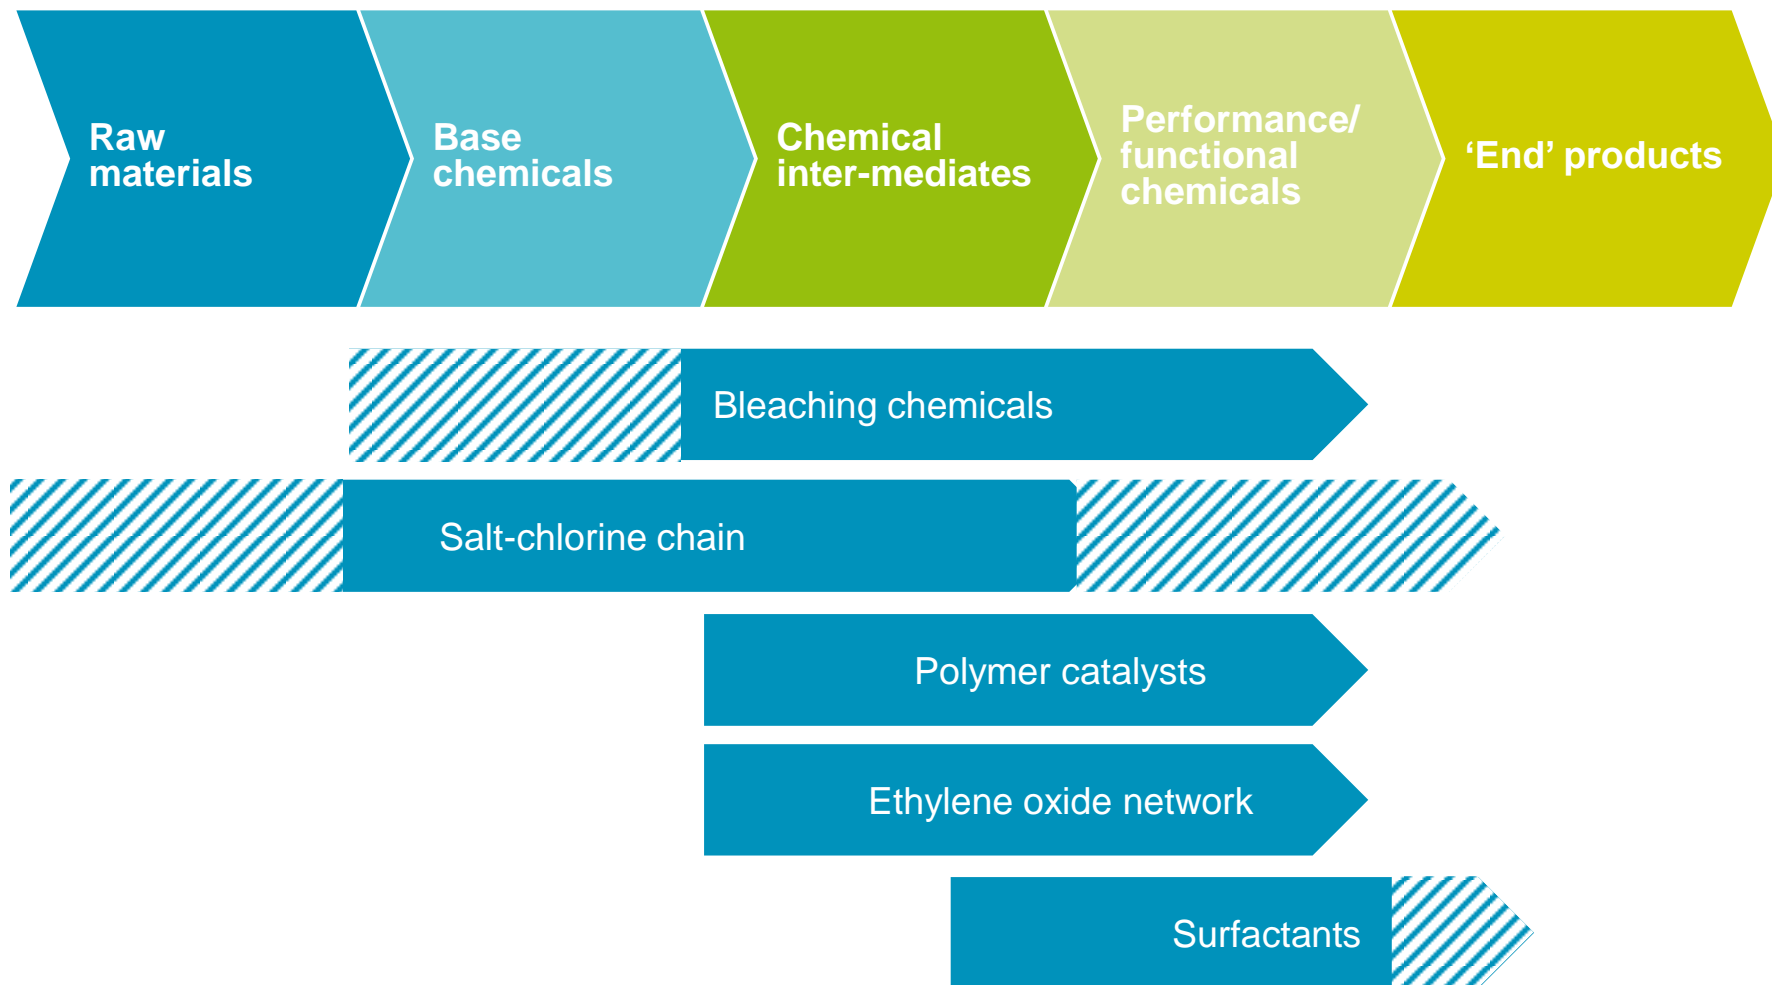 Raw
materials
Base
chemicals
Chemical
inter-mediates
Performance/
functional
chemicals
‘End’ products
Bleaching chemicals
Salt-chlorine chain
Polymer catalysts
Ethylene oxide network
Surfactants